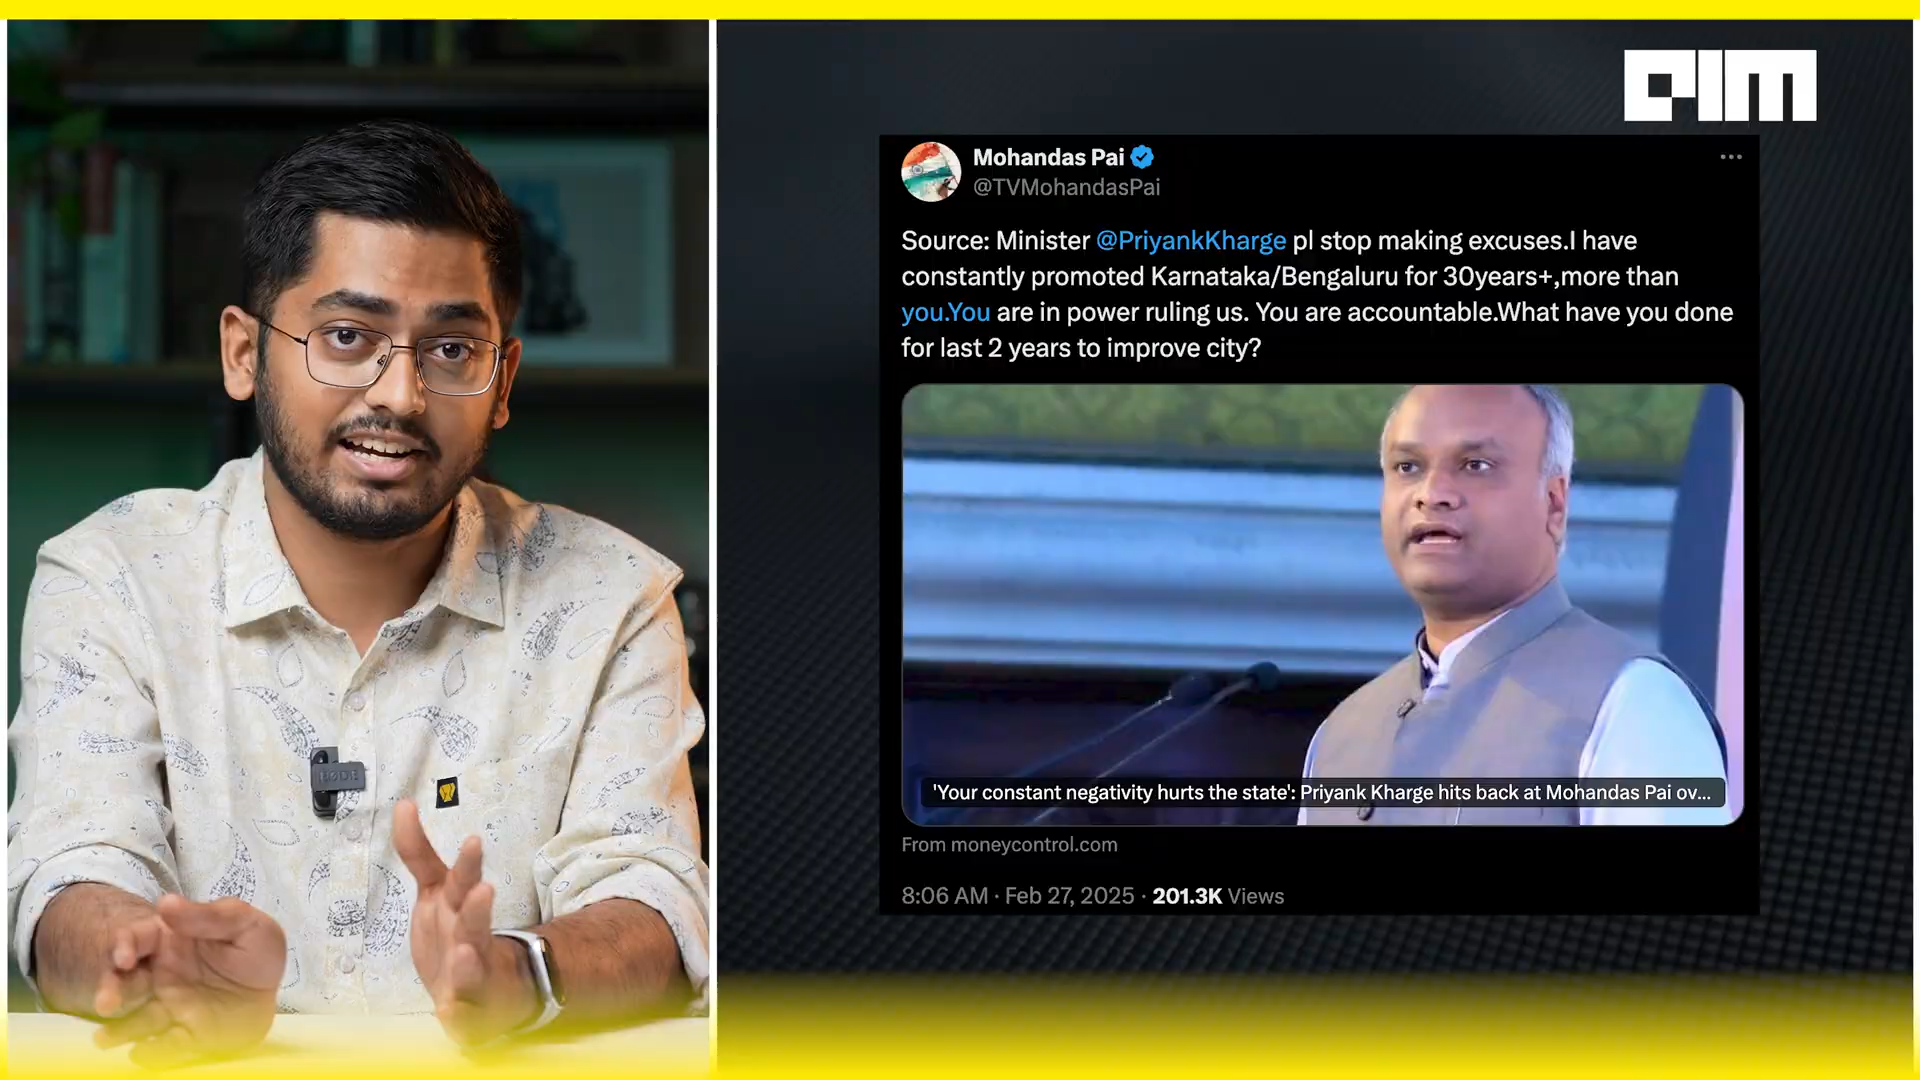 AIM
Mohandas Pai
@TVMohandasPai
Source: Minister @PriyankKharge pl stop making excuses.I have
constantly promoted Karnataka/Bengaluru for 30years+,more than
you.You are in power ruling us. You are accountable.What have you done
for last 2 years to improve city?
'Your constant negativity hurts the state': Priyank Kharge hits back at Mohandas Pai ov...
From moneycontrol.com
8:06 AM · Feb 27, 2025 · 201.3K Views
RODE